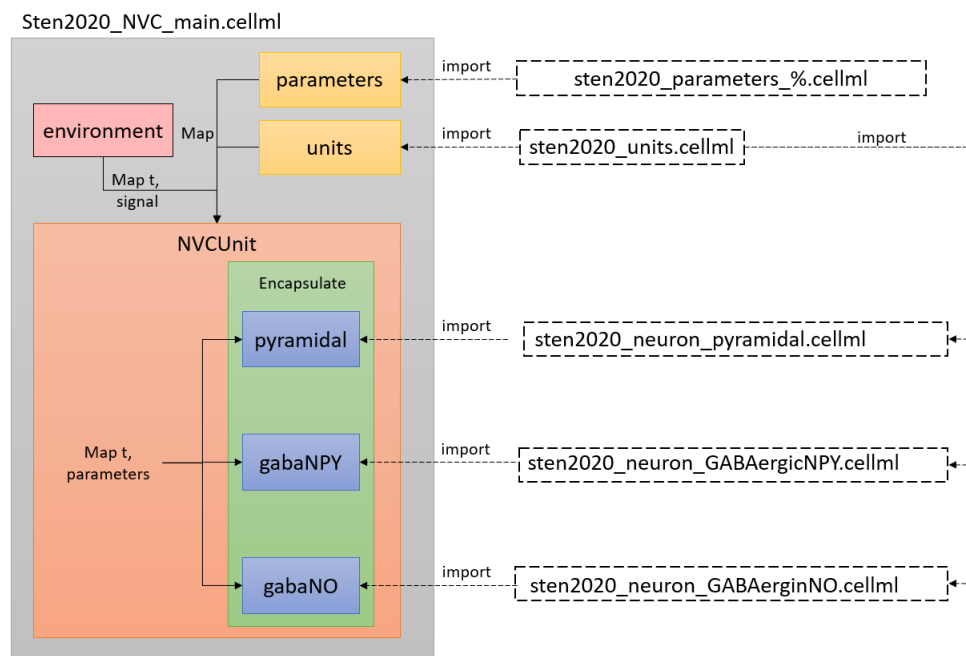 Sten2020_NVC_main.cellml
parameters
import
sten2020_parameters_%.cellml
environment
Map
units
import
sten2020_units.cellml
import
Map t,
signal
NVCUnit
Encapsulate
pyramidal
import
sten2020_neuron_pyramidal.cellml
Map t,
parameters
gabaNPY
import
sten2020_neuron_GABAergicNPY.cellml
gabaNO
import
sten2020_neuron_GABAerginNO.cellml